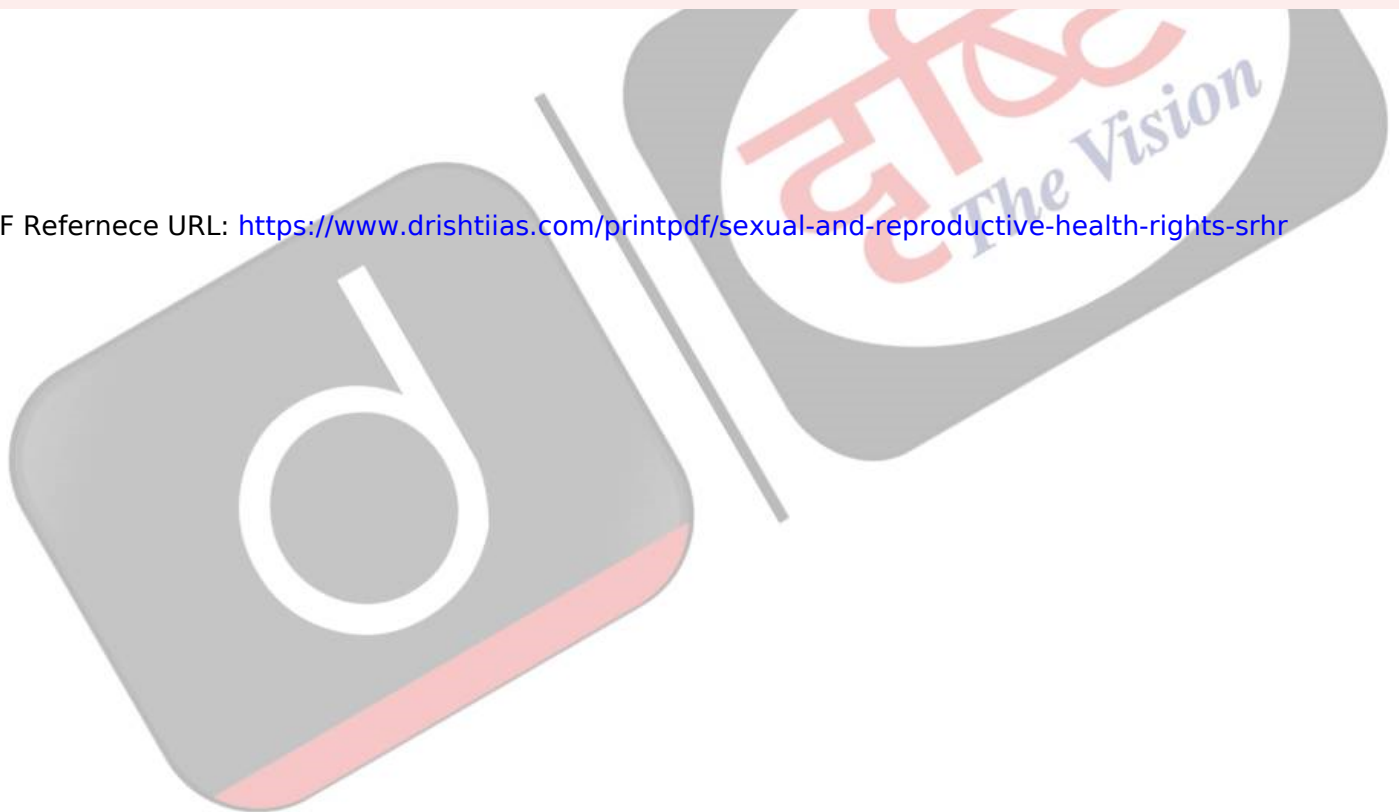 दृष्टि
The Vision
F Refernece URL: https://www.drishtiias.com/printpdf/sexual-and-reproductive-health-rights-srhr
d